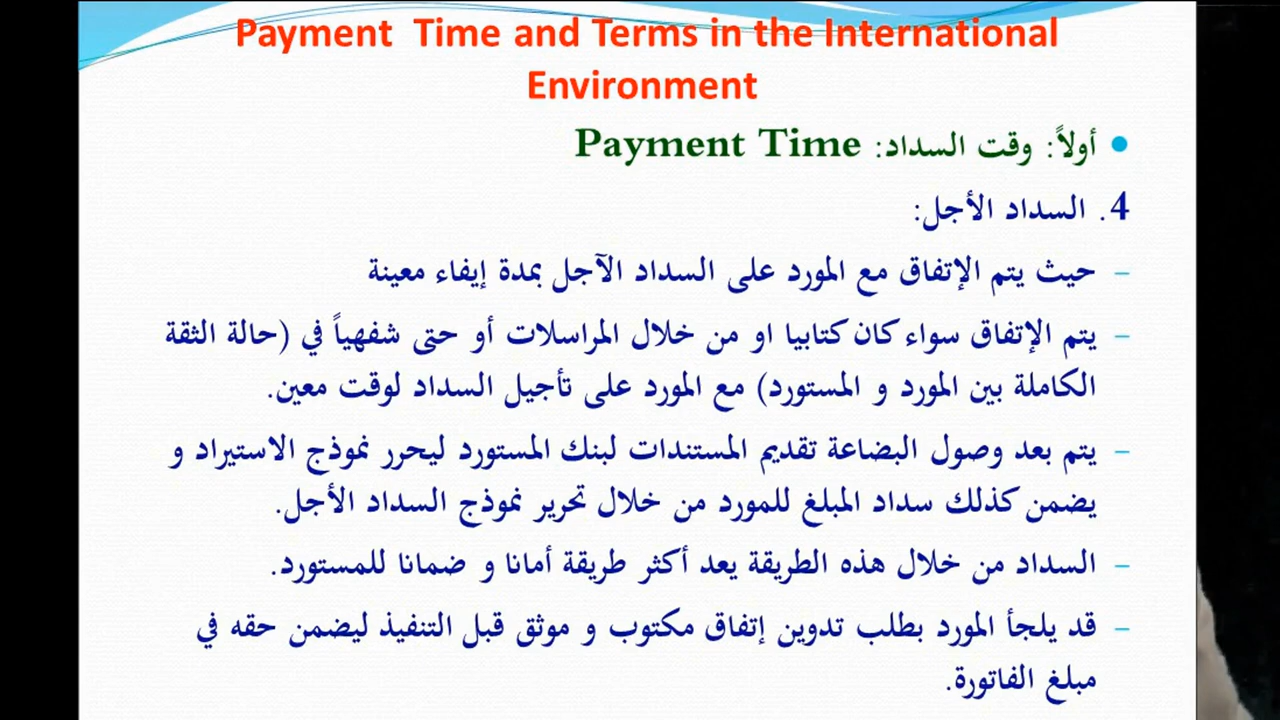 Payment Time and Terms in the International
Environment
أولاً: وقت السداد: Payment Time
4. السداد الأجل:
- حيث يتم الإتفاق مع المورد على السداد الآجل بمدة إيفاء معينة
- يتم الإتفاق سواء كان كتابيا او من خلال المراسلات أو حتى شفهياً في (حالة الثقة
الكاملة بين المورد و المستورد) مع المورد على تأجيل السداد لوقت معين.
- يتم بعد وصول البضاعة تقديم المستندات لبنك المستورد ليحرر نموذج الاستيراد و
يضمن كذلك سداد المبلغ للمورد من خلال تحرير نموذج السداد الأجل.
- السداد من خلال هذه الطريقة يعد أكثر طريقة أمانا و ضمانا للمستورد.
- قد يلجأ المورد بطلب تدوين إتفاق مكتوب و موثق قبل التنفيذ ليضمن حقه في
مبلغ الفاتورة.